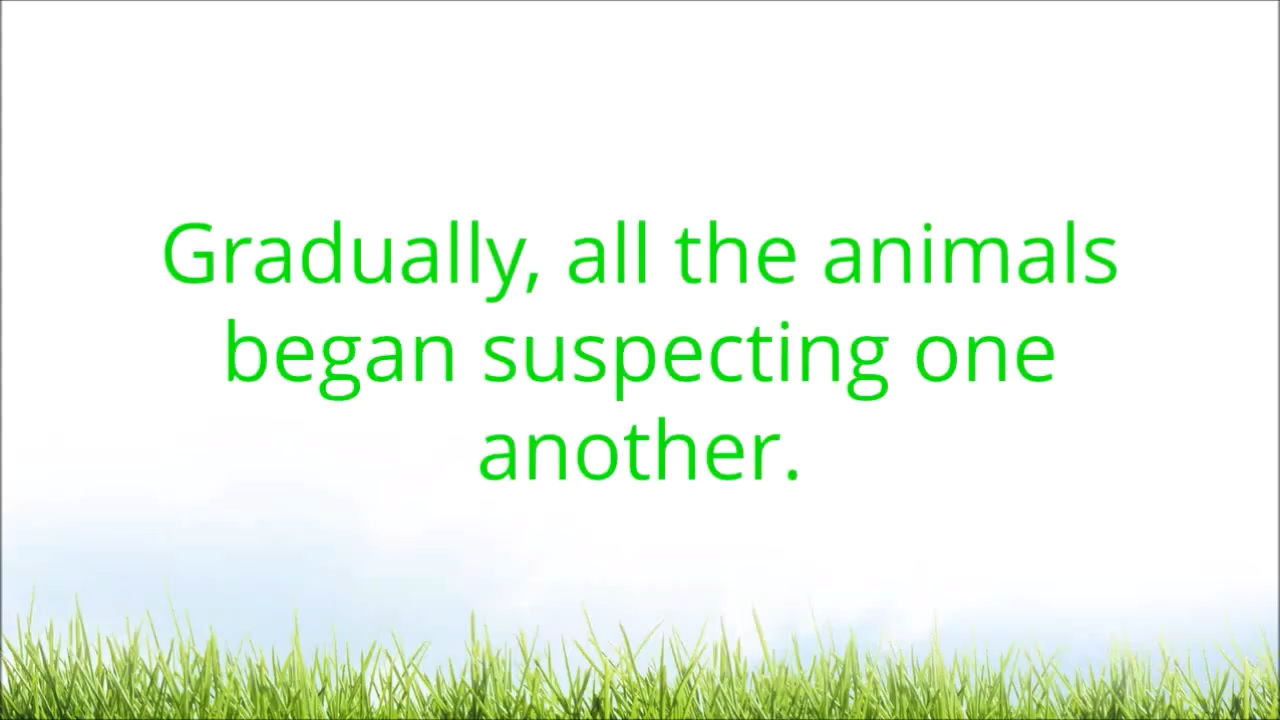 Gradually, all the animals
began suspecting one
another.